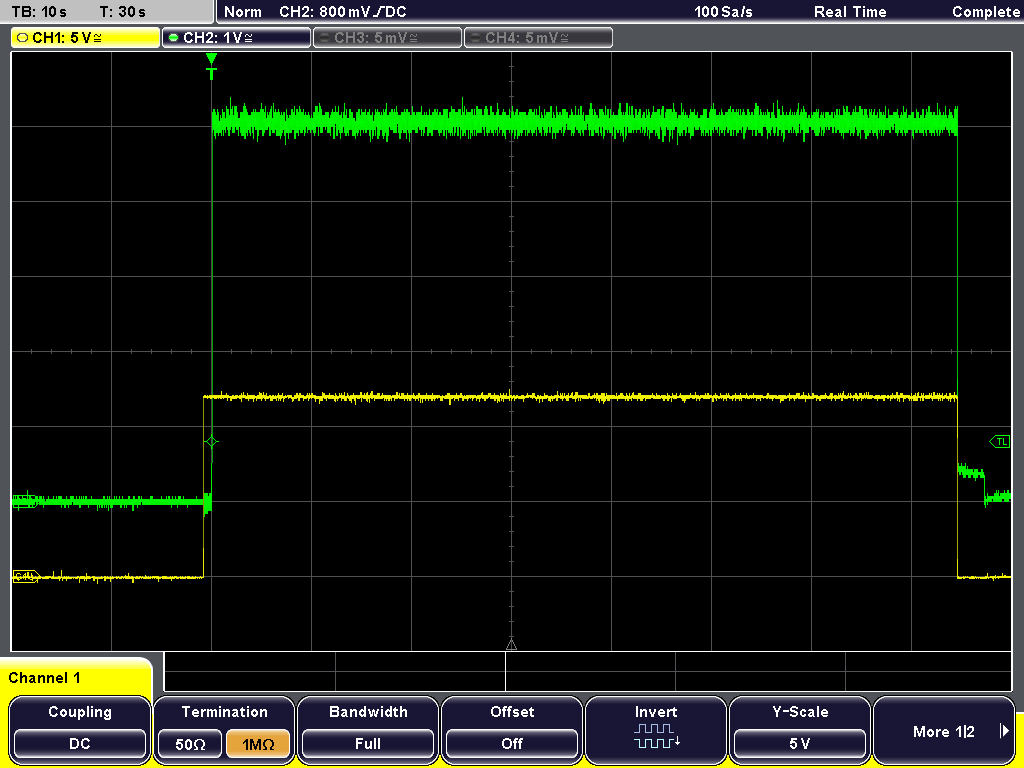 TB: 10 s T: 30 s Norm CH2: 800 mV DC 100 Sa/s Real Time Complete
CH1: 5 V≅ CH2: 1 V≅ CH3: 5 mV≅ CH4: 5 mV≅
T
TL
Channel 1
Coupling Termination Bandwidth Offset Invert Y-Scale More 1|2
DC 50Ω 1MΩ Full Off 5 V